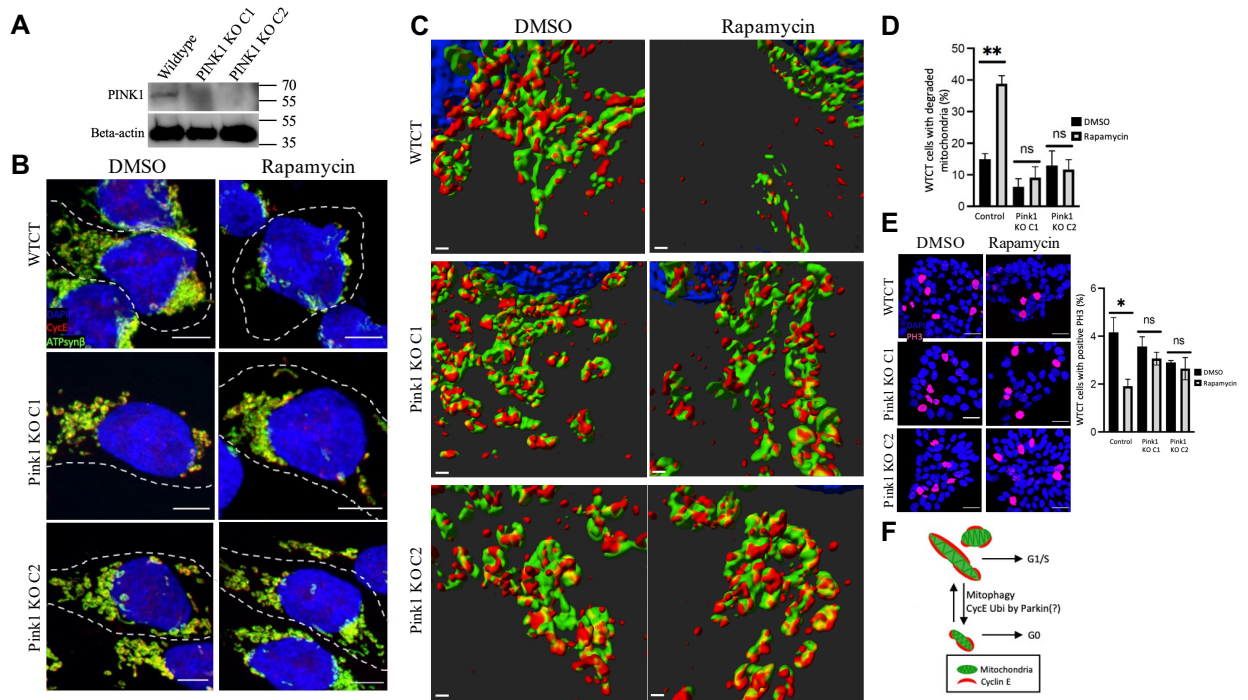 A
Wildtype
PINK1 KO C1
PINK1 KO C2
PINK1
Beta-actin
70
55
55
35
B
DMSO
Rapamycin
WTCT
DAPI
CycE
ATPsynβ
Pink1 KO C1
Pink1 KO C2
C
DMSO
Rapamycin
WTCT
Pink1 KO C1
Pink1 KO C2
D
WTCT cells with degraded
mitochondria (%)
50
40
30
20
10
0
**
ns
ns
DMSO
Rapamycin
Control
Pink1
KO C1
Pink1
KO C2
E
DMSO
Rapamycin
WTCT
DAPI
PH3
Pink1 KO C1
Pink1 KO C2
WTCT cells with positive PH3 (%)
6
4
2
0
*
ns
ns
DMSO
Rapamycin
Control
Pink1
KO C1
Pink1
KO C2
F
G1/S
Mitophagy
CycE Ubi by Parkin(?)
G0
Mitochondria
Cyclin E